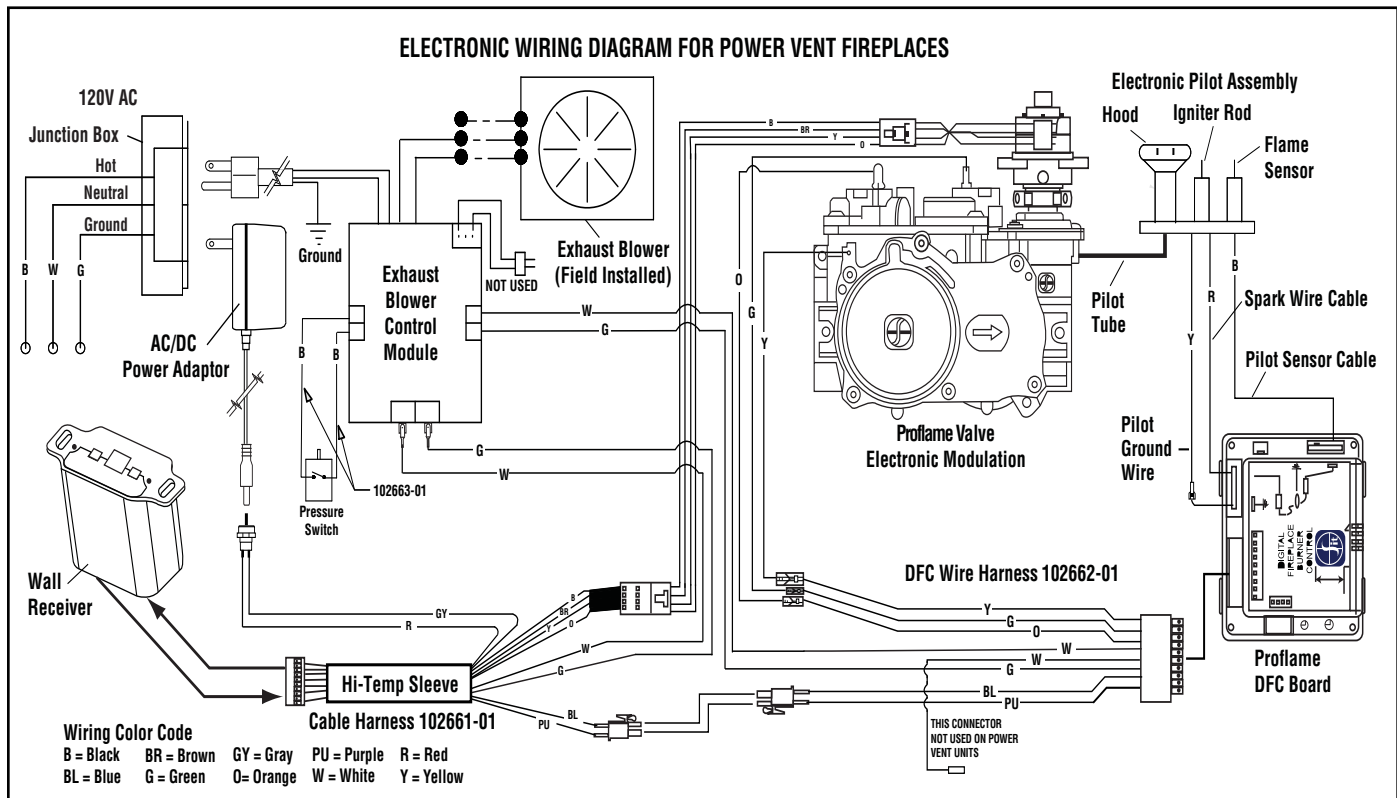 ELECTRONIC WIRING DIAGRAM FOR POWER VENT FIREPLACES
120V AC
Junction Box
Hot
Neutral
Ground
B
W
G
AC/DC
Power Adaptor
Ground
Exhaust
Blower
Control
Module
NOT USED
Exhaust Blower
(Field Installed)
B
BR
Y
O
Electronic Pilot Assembly
Hood
Igniter Rod
Flame
Sensor
O
G
Y
Pilot
Tube
Y
R
B
Spark Wire Cable
Pilot Sensor Cable
Pilot
Ground
Wire
Proflame Valve
Electronic Modulation
W
G
B
B
G
W
102663-01
Pressure
Switch
Wall
Receiver
GY
R
B
BR
Y
O
W
G
BL
PU
Hi-Temp Sleeve
Cable Harness 102661-01
DFC Wire Harness 102662-01
Y
G
O
W
W
G
BL
PU
THIS CONNECTOR
NOT USED ON POWER
VENT UNITS
DIGITAL
FIREPLACE
BURNER
CONTROL
Sit
Proflame
DFC Board
Wiring Color Code
B = Black BR = Brown GY = Gray PU = Purple R = Red
BL = Blue G = Green O= Orange W = White Y = Yellow